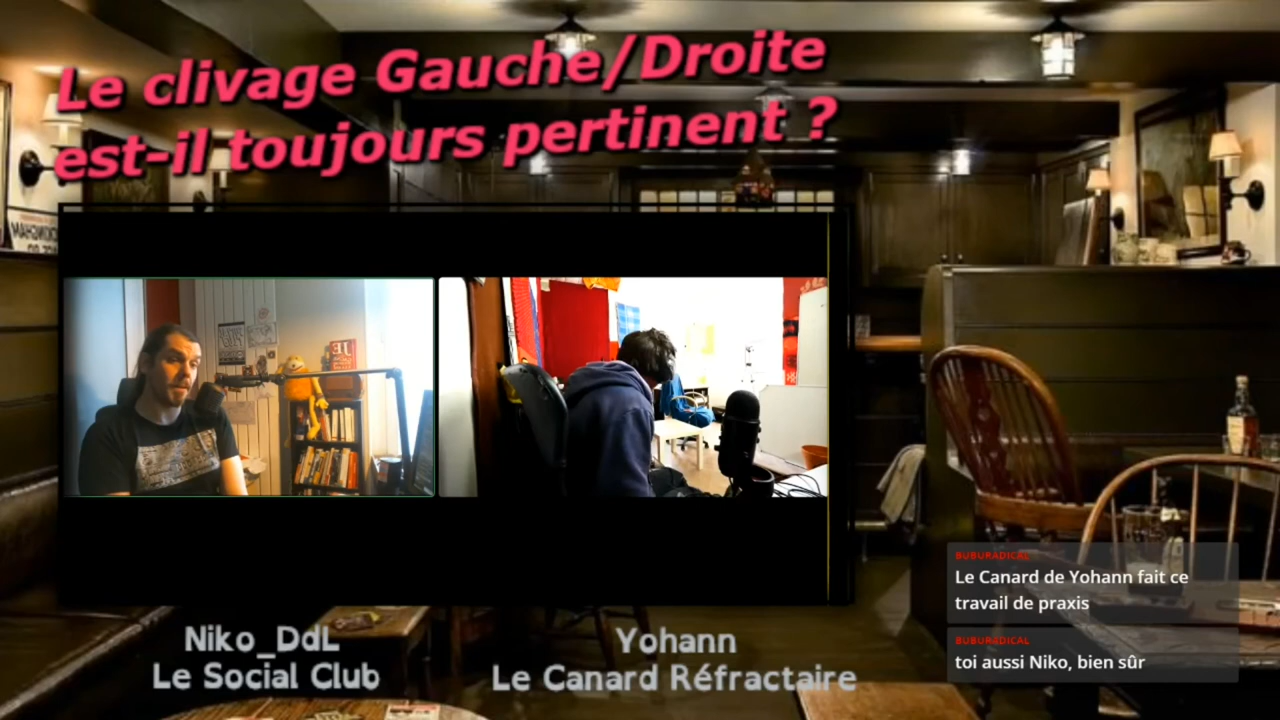 Le clivage Gauche/Droite
est-il toujours pertinent ?
JE
Niko_DdL
Le Social Club
Yohann
Le Canard Réfractaire
BUBURADICAL
Le Canard de Yohann fait ce
travail de praxis
BUBURADICAL
toi aussi Niko, bien sûr